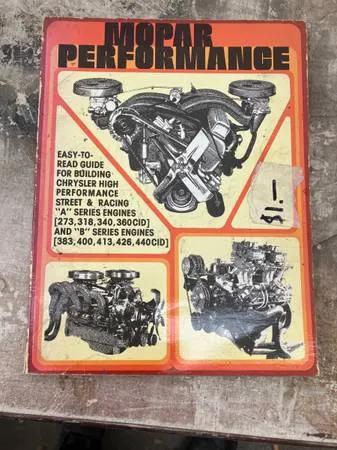 MOPAR
PERFORMANCE
EASY-TO-
READ GUIDE
FOR BUILDING
CHRYSLER HIGH
PERFORMANCE
STREET & RACING
"A" SERIES ENGINES
[273,318,340,360CID]
AND "B" SERIES ENGINES
[383,400,413,426,440CID]
$1.—